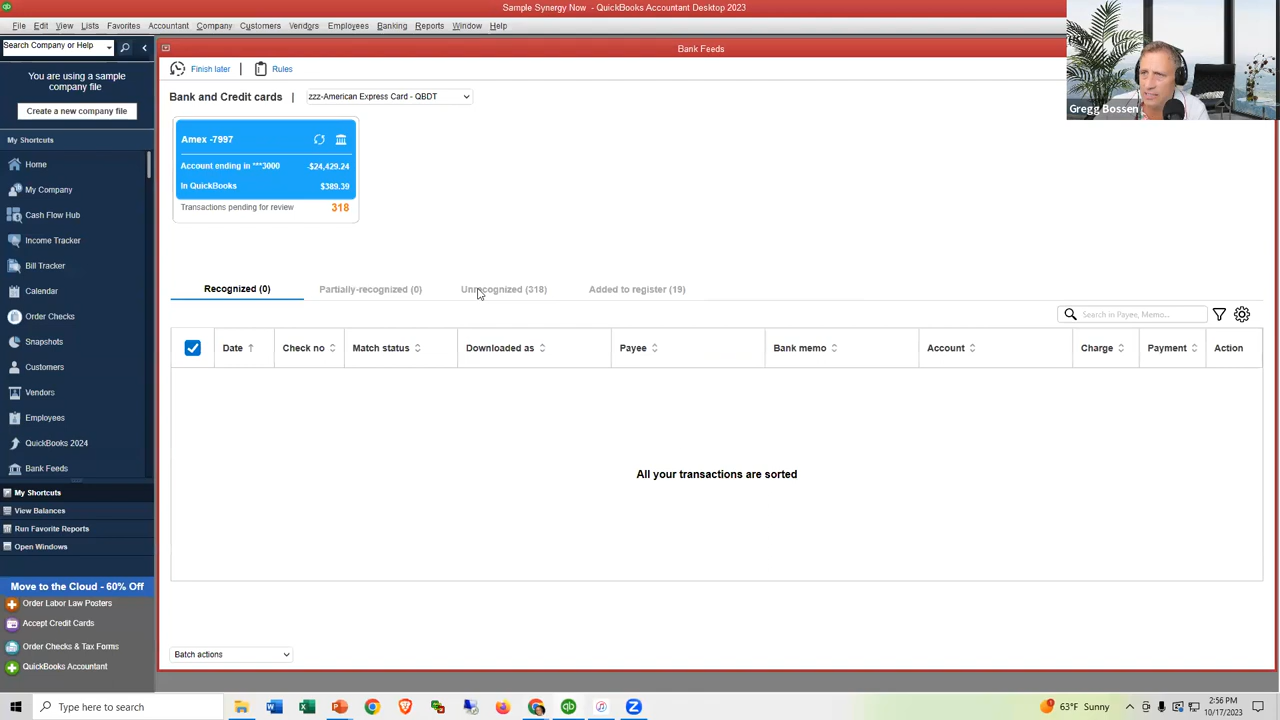 Sample Synergy Now - QuickBooks Accountant Desktop 2023
File Edit View Lists Favorites Accountant Company Customers Vendors Employees Banking Reports Window Help
Search Company or Help
Bank Feeds
You are using a sample
company file
Create a new company file
My Shortcuts
Home
My Company
Cash Flow Hub
Income Tracker
Bill Tracker
Calendar
Order Checks
Snapshots
Customers
Vendors
Employees
QuickBooks 2024
Bank Feeds
My Shortcuts
View Balances
Run Favorite Reports
Open Windows
Move to the Cloud - 60% Off
Order Labor Law Posters
Accept Credit Cards
Order Checks & Tax Forms
QuickBooks Accountant
Finish later | Rules
Bank and Credit cards | zzz-American Express Card - QBDT
Amex -7997
Account ending in ***3000 -$24,429.24
In QuickBooks $389.39
Transactions pending for review 318
Recognized (0) Partially-recognized (0) Unrecognized (318) Added to register (19)
Search in Payee, Memo...
Date Check no Match status Downloaded as Payee Bank memo Account Charge Payment Action
All your transactions are sorted
Batch actions
Gregg Bossen
Type here to search
63°F Sunny
2:56 PM
10/17/2023